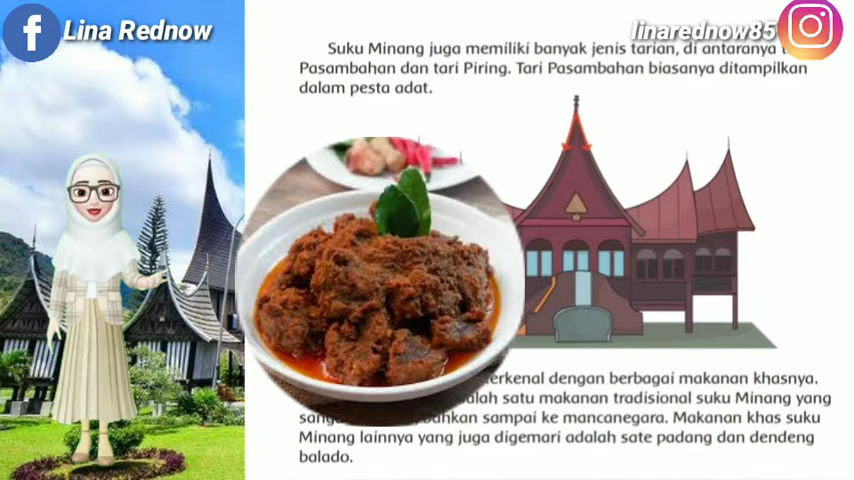 Lina Rednow
linarednow85
Suku Minang juga memiliki banyak jenis tarian, di antaranya
Pasambahan dan tari Piring. Tari Pasambahan biasanya ditampilkan
dalam pesta adat.
terkenal dengan berbagai makanan khasnya.
satu makanan tradisional suku Minang yang
sampai ke mancanegara. Makanan khas suku
Minang lainnya yang juga digemari adalah sate padang dan dendeng
balado.